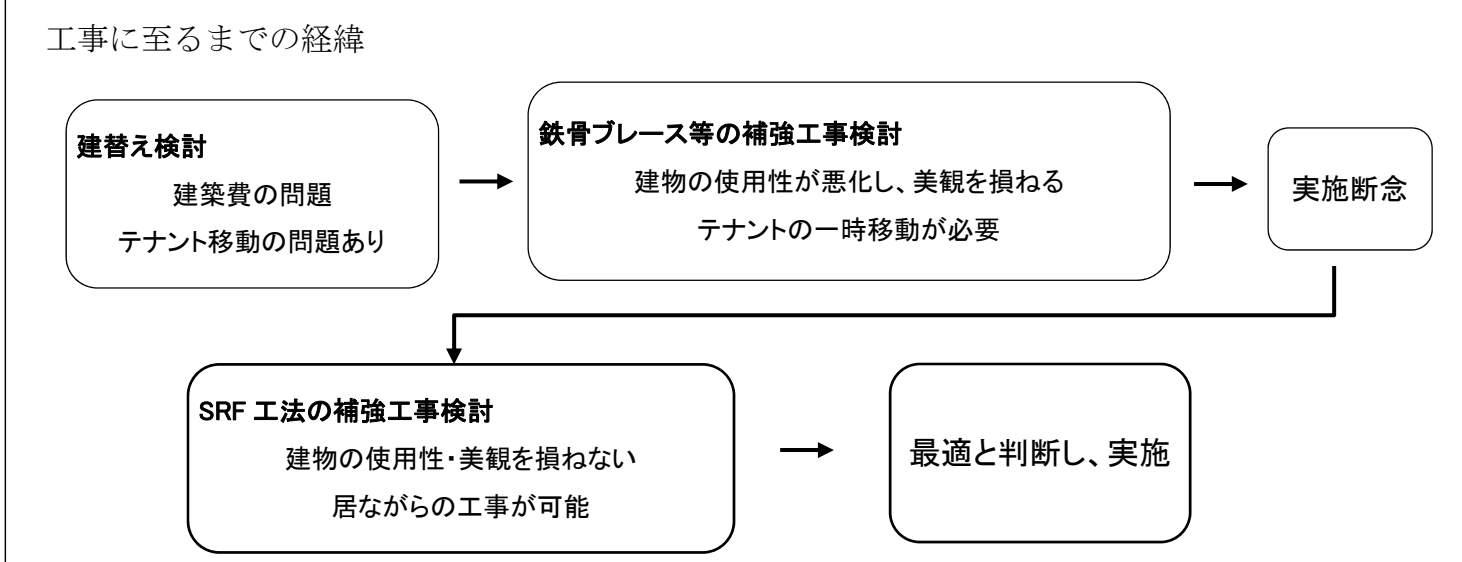 工事に至るまでの経緯
建替え検討
建築費の問題
テナント移動の問題あり
鉄骨ブレース等の補強工事検討
建物の使用性が悪化し、美観を損ねる
テナントの一時移動が必要
実施断念
SRF 工法の補強工事検討
建物の使用性・美観を損ねない
居ながらの工事が可能
最適と判断し、実施